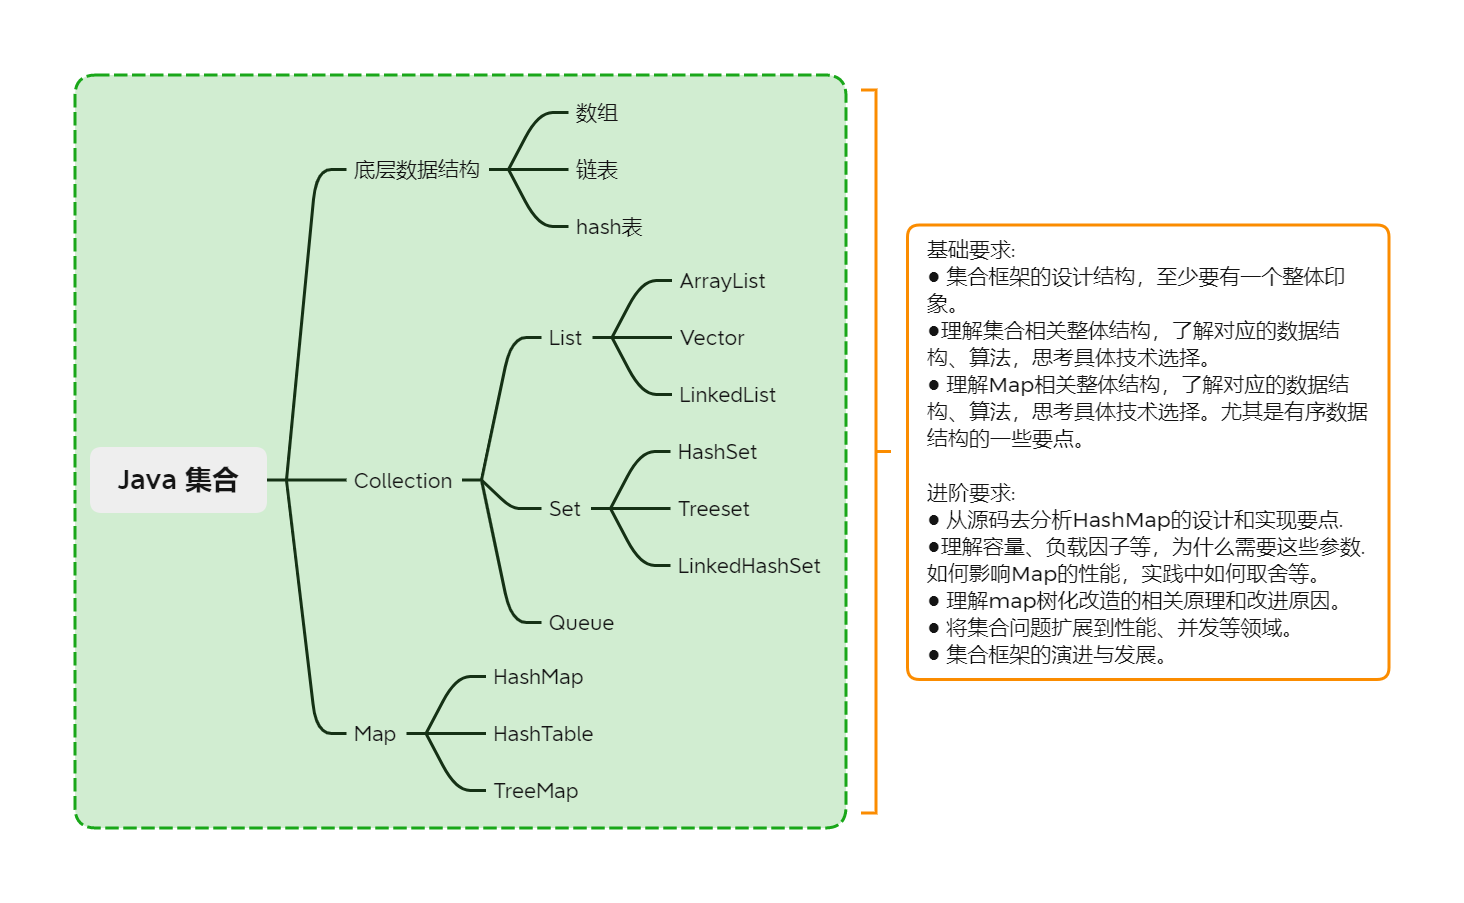 Java 集合
底层数据结构
数组
链表
hash表
Collection
List
ArrayList
Vector
LinkedList
Set
HashSet
Treeset
LinkedHashSet
Queue
Map
HashMap
HashTable
TreeMap
基础要求:
● 集合框架的设计结构，至少要有一个整体印
象。
●理解集合相关整体结构，了解对应的数据结
构、算法，思考具体技术选择。
● 理解Map相关整体结构，了解对应的数据结
构、算法，思考具体技术选择。尤其是有序数据
结构的一些要点。
进阶要求:
● 从源码去分析HashMap的设计和实现要点.
●理解容量、负载因子等，为什么需要这些参数.
如何影响Map的性能，实践中如何取舍等。
● 理解map树化改造的相关原理和改进原因。
● 将集合问题扩展到性能、并发等领域。
● 集合框架的演进与发展。